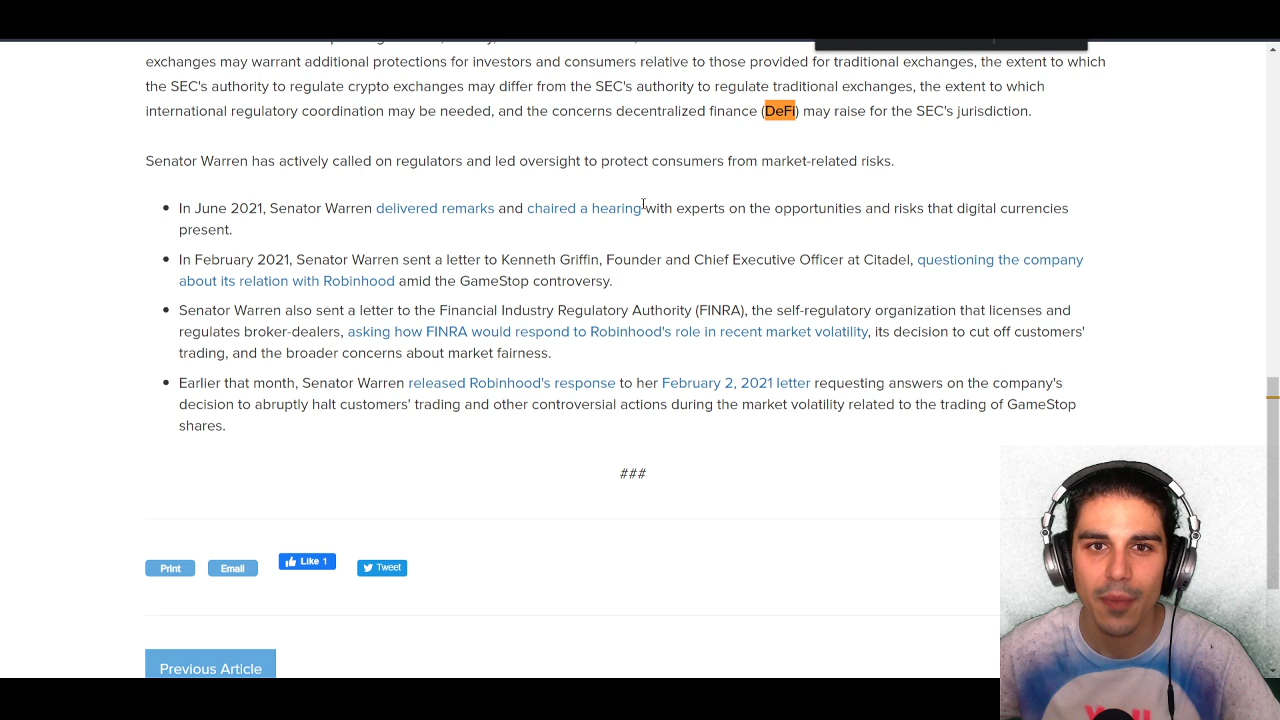 exchanges may warrant additional protections for investors and consumers relative to those provided for traditional exchanges, the extent to which
the SEC's authority to regulate crypto exchanges may differ from the SEC's authority to regulate traditional exchanges, the extent to which
international regulatory coordination may be needed, and the concerns decentralized finance (DeFi) may raise for the SEC's jurisdiction.
Senator Warren has actively called on regulators and led oversight to protect consumers from market-related risks.
• In June 2021, Senator Warren delivered remarks and chaired a hearing with experts on the opportunities and risks that digital currencies
present.
• In February 2021, Senator Warren sent a letter to Kenneth Griffin, Founder and Chief Executive Officer at Citadel, questioning the company
about its relation with Robinhood amid the GameStop controversy.
• Senator Warren also sent a letter to the Financial Industry Regulatory Authority (FINRA), the self-regulatory organization that licenses and
regulates broker-dealers, asking how FINRA would respond to Robinhood's role in recent market volatility, its decision to cut off customers'
trading, and the broader concerns about market fairness.
• Earlier that month, Senator Warren released Robinhood's response to her February 2, 2021 letter requesting answers on the company's
decision to abruptly halt customers' trading and other controversial actions during the market volatility related to the trading of GameStop
shares.
###
Print Email Like 1 Tweet
Previous Article